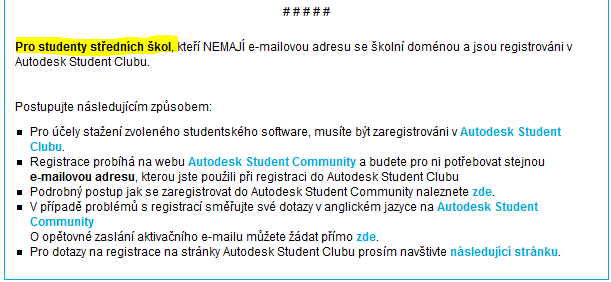 # # # # #
Pro studenty středních škol, kteří NEMAJÍ e-mailovou adresu se školní doménou a jsou registrováni v
Autodesk Student Clubu.
Postupujte následujícím způsobem:
Pro účely stažení zvoleného studentského software, musíte být zaregistrováni v Autodesk Student
Clubu.
Registrace probíhá na webu Autodesk Student Community a budete pro ni potřebovat stejnou
e-mailovou adresu, kterou jste použili při registraci do Autodesk Student Clubu
Podrobný postup jak se zaregistrovat do Autodesk Student Community naleznete zde.
V případě problémů s registrací směřujte své dotazy v anglickém jazyce na Autodesk Student
Community
O opětovné zaslání aktivačního e-mailu můžete žádat přímo zde.
Pro dotazy na registrace na stránky Autodesk Student Clubu prosím navštivte následující stránku.